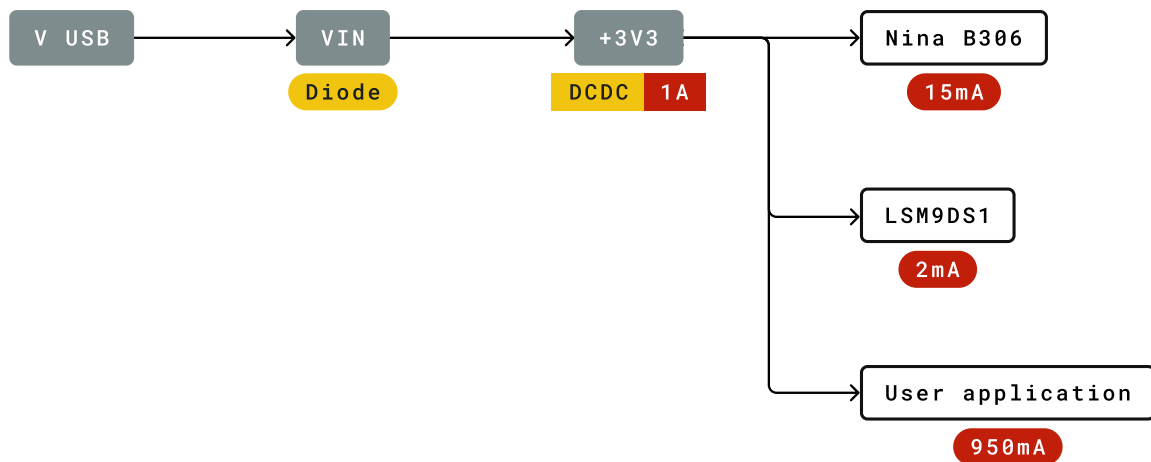 V USB
VIN
+3V3
Nina B306
Diode
DCDC
1A
15mA
LSM9DS1
2mA
User application
950mA